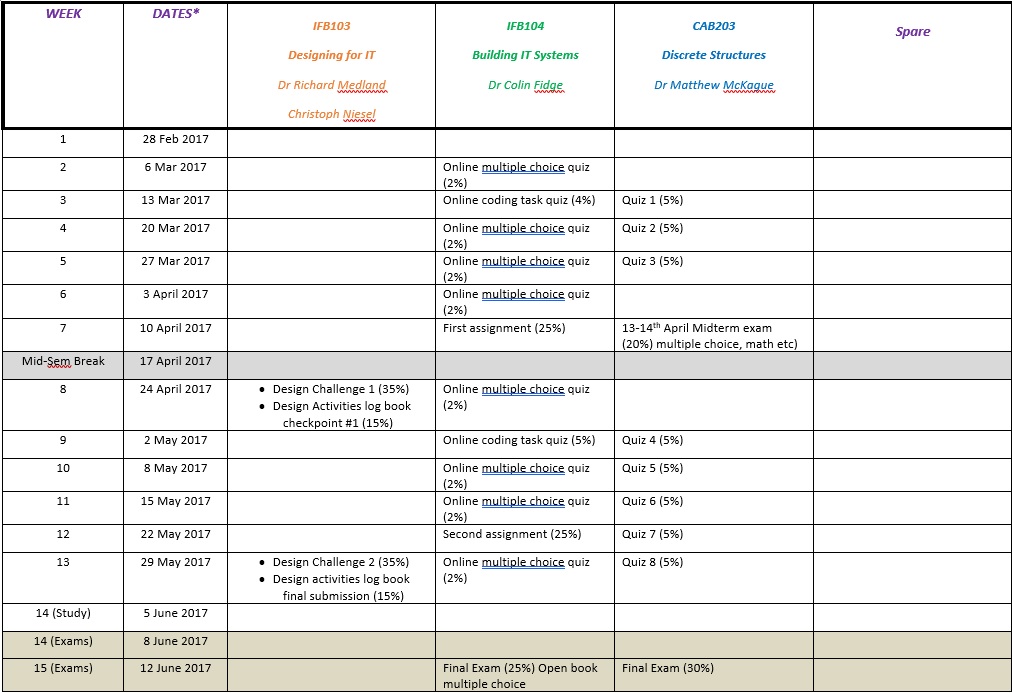 WEEK DATES* IFB103 IFB104 CAB203 Spare
Designing for IT Building IT Systems Discrete Structures
Dr Richard Medland Dr Colin Fidge Dr Matthew McKague
Christoph Niesel
1 28 Feb 2017
2 6 Mar 2017 Online multiple choice quiz
(2%)
3 13 Mar 2017 Online coding task quiz (4%) Quiz 1 (5%)
4 20 Mar 2017 Online multiple choice quiz Quiz 2 (5%)
(2%)
5 27 Mar 2017 Online multiple choice quiz Quiz 3 (5%)
(2%)
6 3 April 2017 Online multiple choice quiz
(2%)
7 10 April 2017 First assignment (25%) 13-14th April Midterm exam
(20%) multiple choice, math etc)
Mid-Sem Break 17 April 2017
8 24 April 2017 • Design Challenge 1 (35%) Online multiple choice quiz
• Design Activities log book (2%)
checkpoint #1 (15%)
9 2 May 2017 Online coding task quiz (5%) Quiz 4 (5%)
10 8 May 2017 Online multiple choice quiz Quiz 5 (5%)
(2%)
11 15 May 2017 Online multiple choice quiz Quiz 6 (5%)
(2%)
12 22 May 2017 Second assignment (25%) Quiz 7 (5%)
13 29 May 2017 • Design Challenge 2 (35%) Online multiple choice quiz Quiz 8 (5%)
• Design activities log book (2%)
final submission (15%)
14 (Study) 5 June 2017
14 (Exams) 8 June 2017
15 (Exams) 12 June 2017 Final Exam (25%) Open book Final Exam (30%)
multiple choice